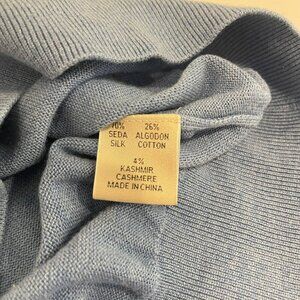 70% 26%
SEDA ALGODON
SILK COTTON
4%
KASHMIR
CASHMERE
MADE IN CHINA